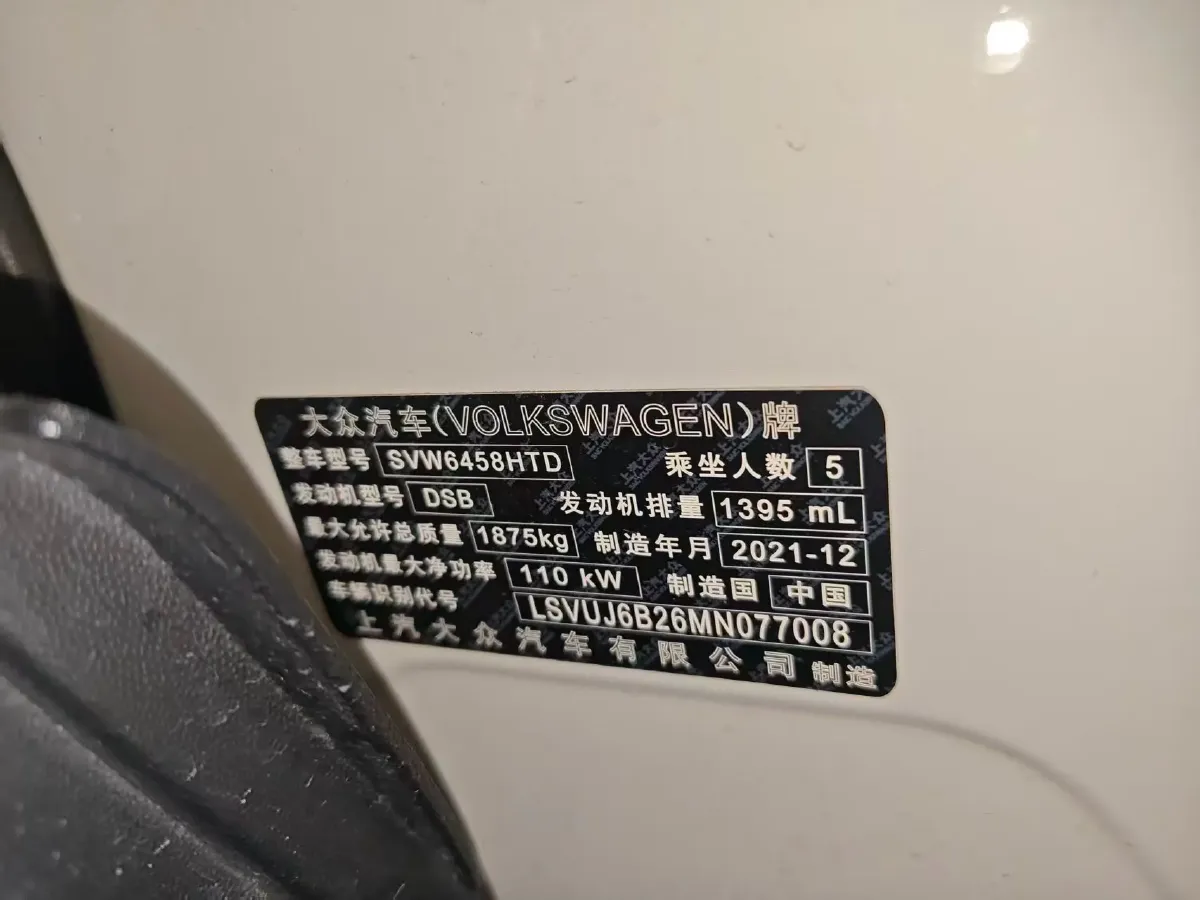 大众汽车(VOLKSWAGEN)牌
整车型号 SVW6458HTD 乘坐人数 5
发动机型号 DSB 发动机排量 1395 mL
最大允许总质量 1875kg 制造年月 2021-12
发动机最大净功率 110 kW 制造国 中国
车辆识别代号 LSVUJ6B26MN077008
上汽大众汽车有限公司 制造